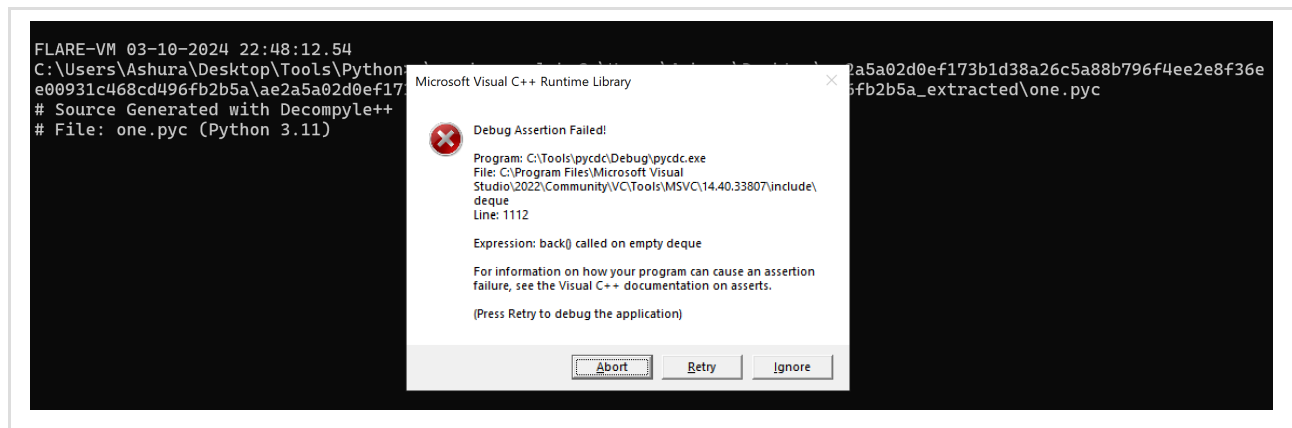 FLARE-VM 03-10-2024 22:48:12.54
C:\Users\Ashura\Desktop\Tools\Python
2a5a02d0ef173b1d38a26c5a88b796f4ee2e8f36e
e00931c468cd496fb2b5a\ae2a5a02d0ef17
fb2b5a_extracted\one.pyc
# Source Generated with Decompyle++
# File: one.pyc (Python 3.11)
Microsoft Visual C++ Runtime Library
Debug Assertion Failed!
Program: C:\Tools\pycdc\Debug\pycdc.exe
File: C:\Program Files\Microsoft Visual
Studio\2022\Community\VC\Tools\MSVC\14.40.33807\include\
deque
Line: 1112
Expression: back() called on empty deque
For information on how your program can cause an assertion
failure, see the Visual C++ documentation on asserts.
(Press Retry to debug the application)
Abort
Retry
Ignore